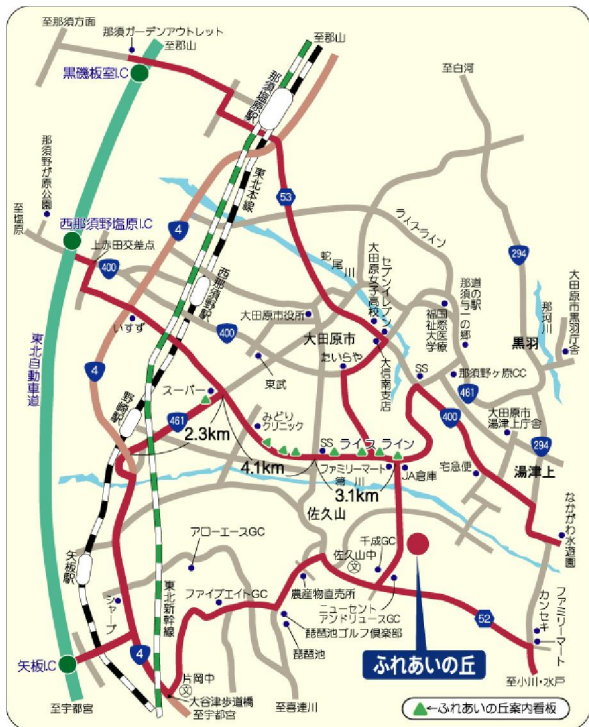 至那須方面
那須ガーデンアウトレット
至郡山
至郡山
黒磯板室I.C
那須塩原駅
至白河
那須野が原公園
東北本線
53
ライスライン
4
至塩原
西那須野塩原I.C
上赤田交差点
400
蛇尾川
大田原女子高校
セブンイレブン
国際医療福祉大学
道の駅
那須与一の郷
294
那珂川
大田原市黒羽庁舎
西那須野駅
いすず
大田原市役所
400
大田原市
たいらや
大信南支店
黒羽
東北自動車道
4
野崎駅
東武
スーパー
SS
那須野ヶ原CC
461
400
461
みどり
クリニック
大田原市
湯津上庁舎
294
2.3km
SS
ライスライン
4.1km
ファミリーマート
箒川
3.1km
JA倉庫
宅急便
湯津上
佐久山
なかがわ水遊園
アローエースGC
佐久山中
文
千成GC
矢板駅
シャープ
東北新幹線
ファイブエイトGC
農産物直売所
ニューセント
アンドリュースGC
琵琶池ゴルフ倶楽部
琵琶池
52
ファミリーマート
カンセキ
ふれあいの丘
矢板I.C
4
片岡中
文
大谷津歩道橋
至宇都宮
至宇都宮
至喜連川
至小川・水戸
←ふれあいの丘案内看板